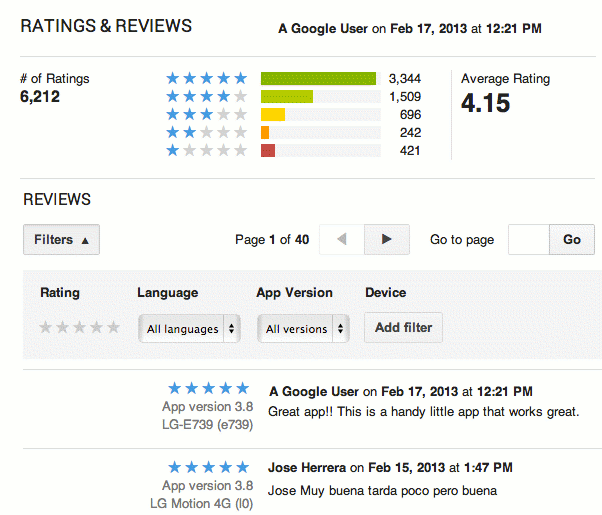 RATINGS & REVIEWS
A Google User on Feb 17, 2013 at 12:21 PM
# of Ratings
6,212
3,344
1,509
696
242
421
Average Rating
4.15
REVIEWS
Filters ▲
Page 1 of 40
Go to page
Go
Rating
Language
App Version
Device
All languages
All versions
Add filter
App version 3.8
LG-E739 (e739)
A Google User on Feb 17, 2013 at 12:21 PM
Great app!! This is a handy little app that works great.
App version 3.8
LG Motion 4G (l0)
Jose Herrera on Feb 15, 2013 at 1:47 PM
Jose Muy buena tarda poco pero buena